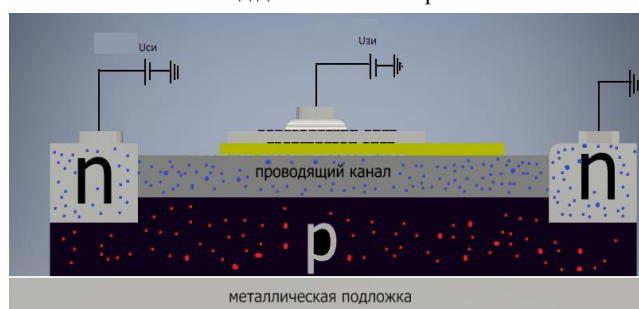 Uси
Uзи
n
проводящий канал
n
p
металлическая подложка